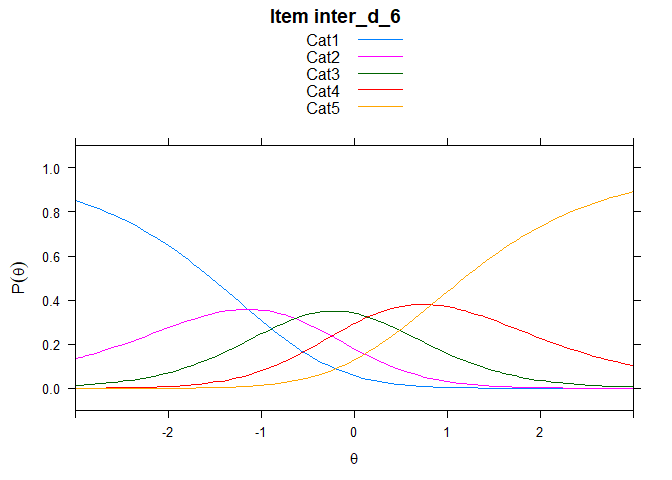 Item inter_d_6
Cat1
Cat2
Cat3
Cat4
Cat5
1.0
0.8
0.6
0.4
0.2
0.0
P(θ)
-2 -1 0 1 2
θ